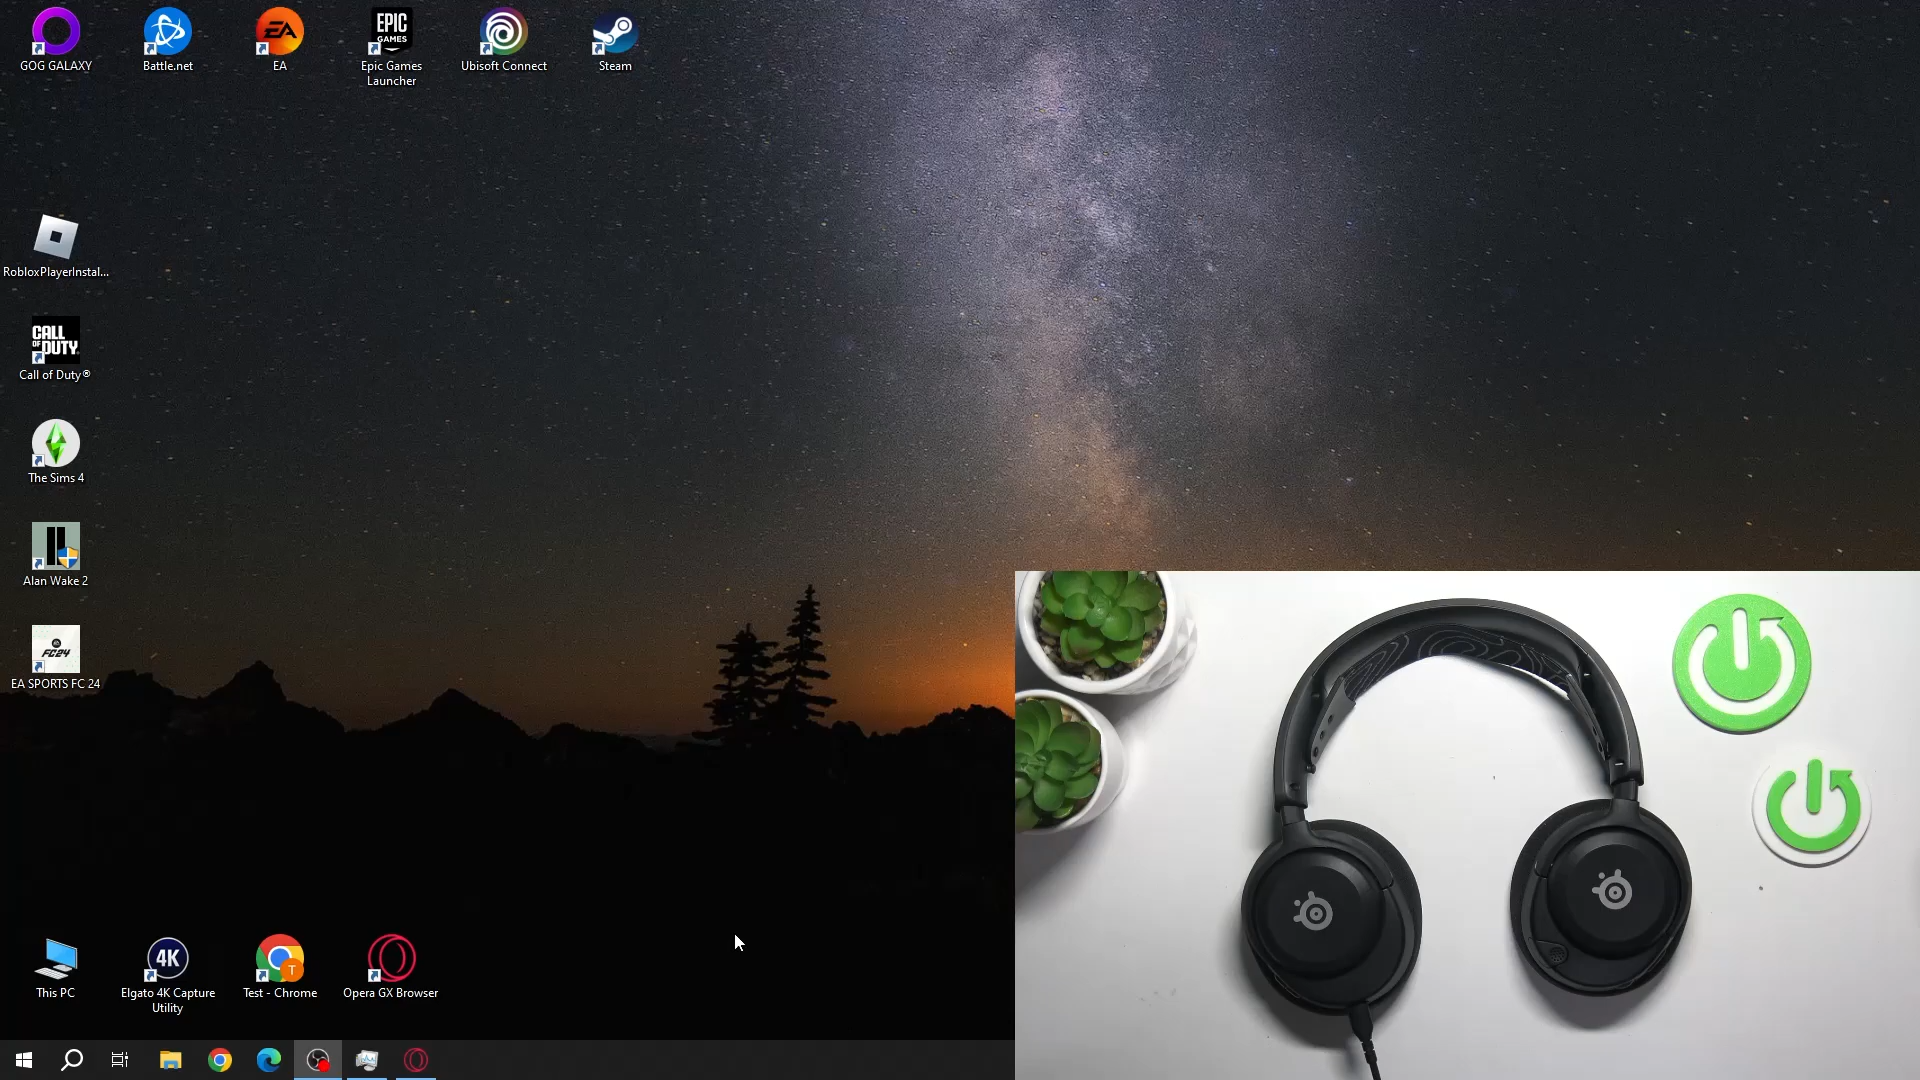 GOG GALAXY
Battle.net
EA
EA
EPIC
GAMES
Epic Games
Launcher
Ubisoft Connect
Steam
RobloxPlayerInstal...
CALL
OF DUTY
Call of Duty®
The Sims 4
Alan Wake 2
FC24
EA SPORTS FC 24
This PC
4K
Elgato 4K Capture
Utility
T
Test - Chrome
Opera GX Browser